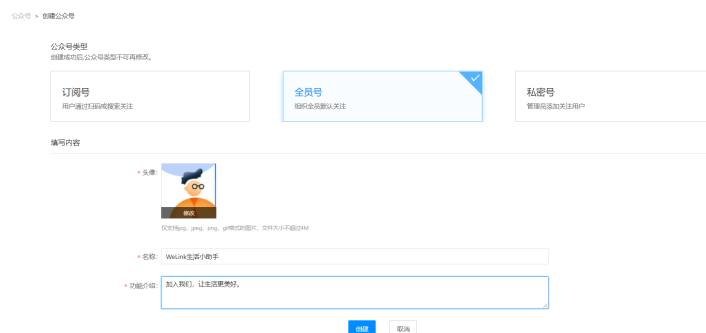 公众号 > 创建公众号
公众号类型
创建成功后,公众号类型不可再修改。
订阅号
用户通过扫码或搜索关注
全员号
组织全员默认关注
私密号
管理员添加关注用户
填写内容
* 头像:
修改
仅支持jpg、jpeg、png、gif格式的图片，文件大小不超过4M
* 名称: WeLink生活小助手
* 功能介绍: 加入我们，让生活更美好。
创建 取消